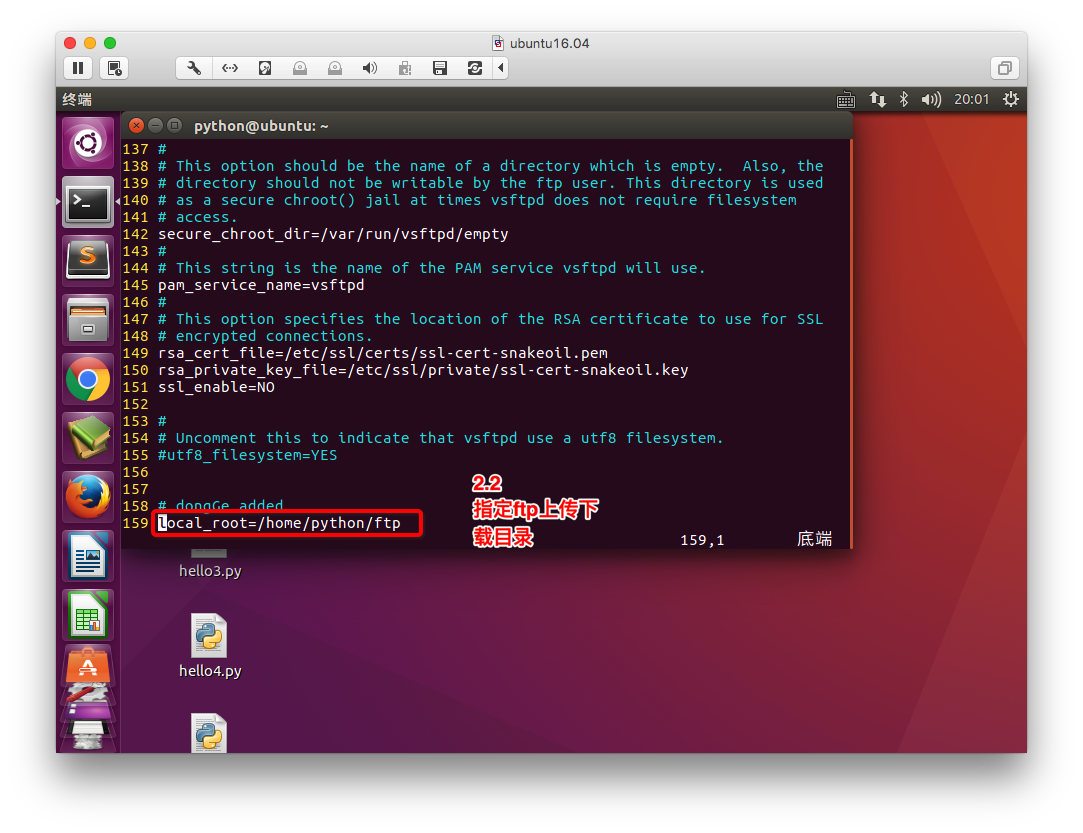 ubuntu16.04
终端
20:01
python@ubuntu: ~
137 #
138 # This option should be the name of a directory which is empty.  Also, the
139 # directory should not be writable by the ftp user. This directory is used
140 # as a secure chroot() jail at times vsftpd does not require filesystem
141 # access.
142 secure_chroot_dir=/var/run/vsftpd/empty
143 #
144 # This string is the name of the PAM service vsftpd will use.
145 pam_service_name=vsftpd
146 #
147 # This option specifies the location of the RSA certificate to use for SSL
148 # encrypted connections.
149 rsa_cert_file=/etc/ssl/certs/ssl-cert-snakeoil.pem
150 rsa_private_key_file=/etc/ssl/private/ssl-cert-snakeoil.key
151 ssl_enable=NO
152
153 #
154 # Uncomment this to indicate that vsftpd use a utf8 filesystem.
155 #utf8_filesystem=YES
156
157
158 # dongGe added
159 local_root=/home/python/ftp
2.2
指定ftp上传下
载目录
159,1
底端
hello3.py
hello4.py